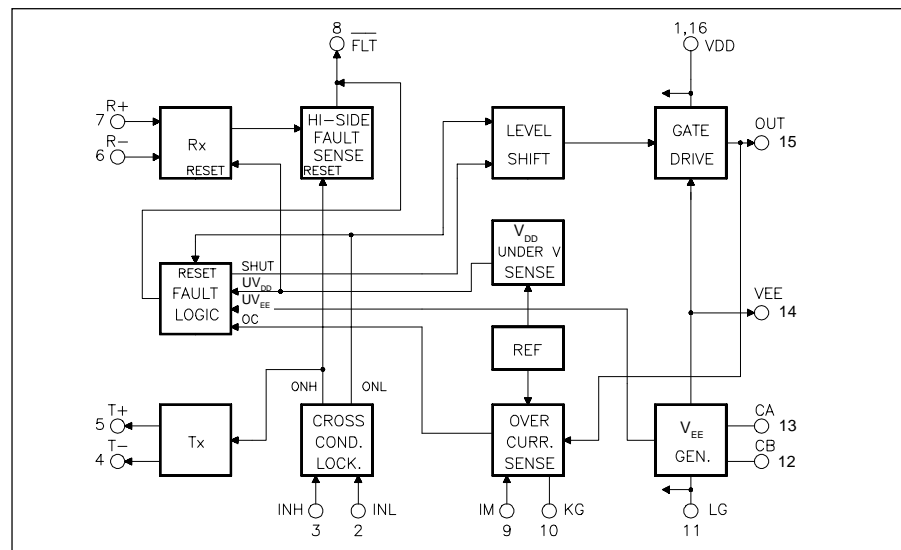 8
FLT
1,16
VDD
R+
7
R-
6
Rx
RESET
HI-SIDE
FAULT
SENSE
RESET
LEVEL
SHIFT
GATE
DRIVE
OUT
15
RESET
FAULT
LOGIC
SHUT
UVDD
UVEE
OC
VDD
UNDER V
SENSE
VEE
14
REF
ONH
ONL
T+
5
T-
4
Tx
CROSS
COND.
LOCK.
OVER
CURR.
SENSE
VEE
GEN.
CA
13
CB
12
INH
3
INL
2
IM
9
KG
10
LG
11